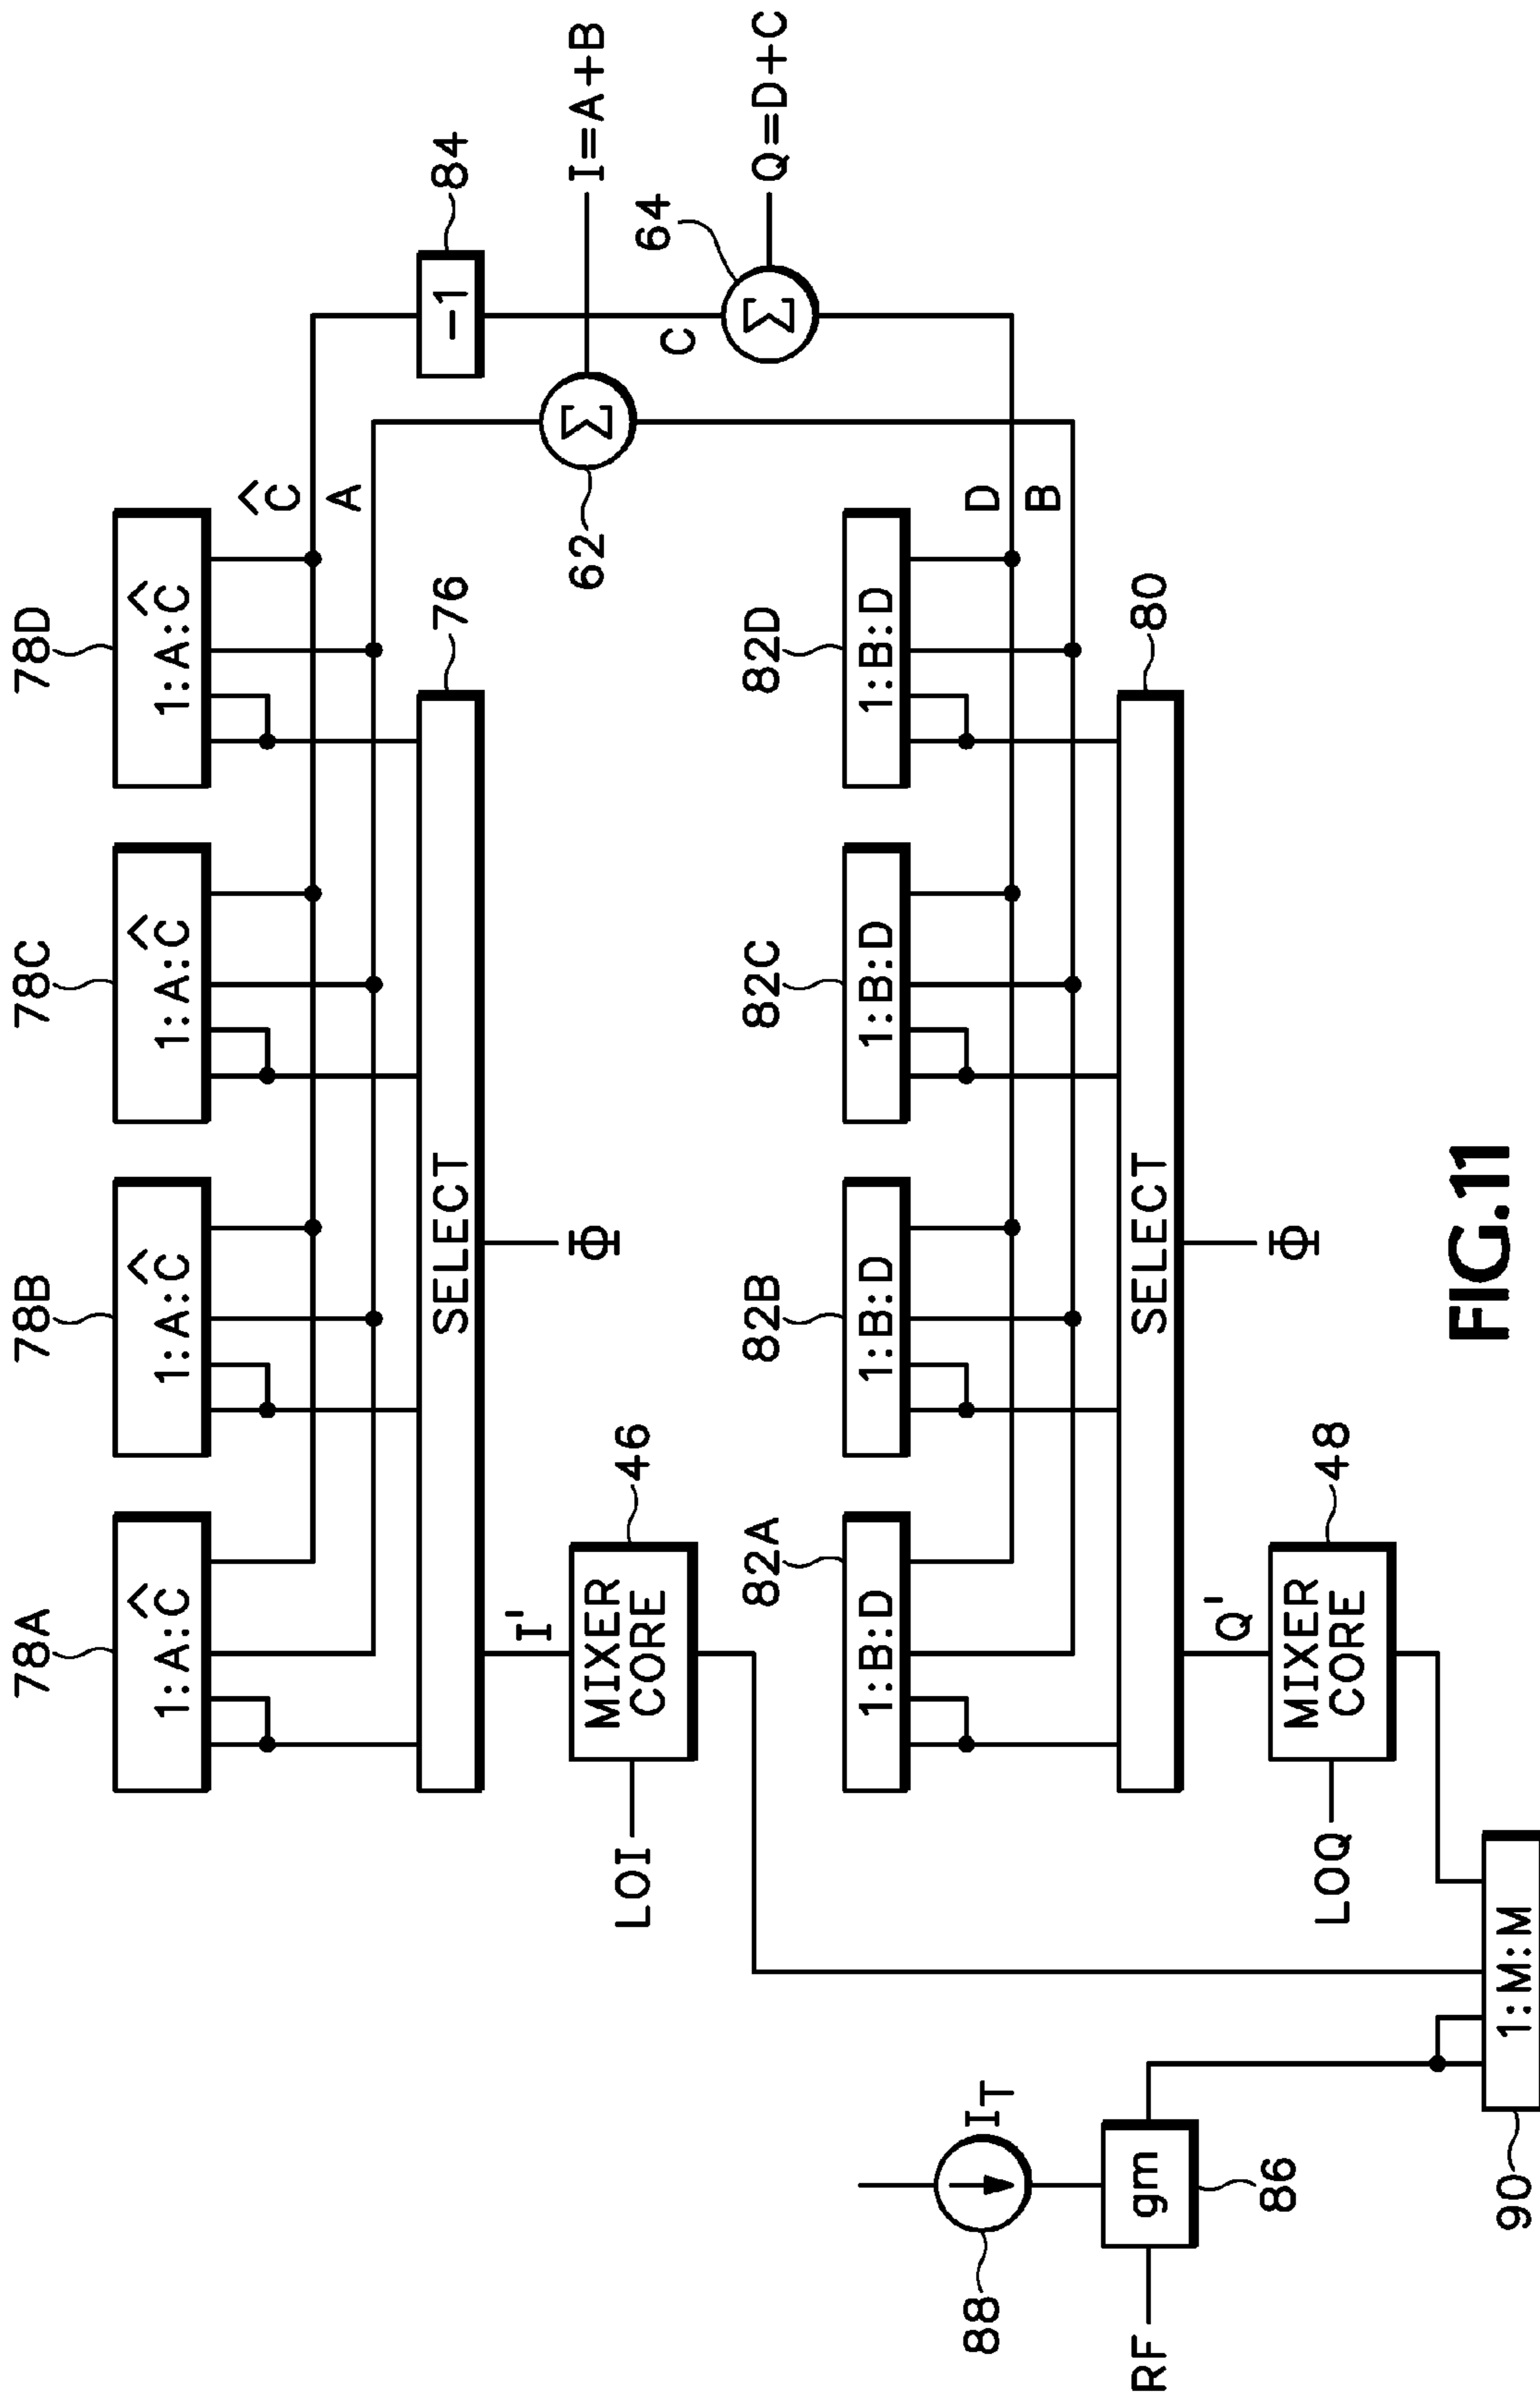 78A
78B
78C
78D
1:A:Ĉ
1:A:Ĉ
1:A:Ĉ
1:A:Ĉ
Ĉ
A
84
-1
SELECT
76
I'
Φ
62
Σ
I=A+B
LOI
MIXER
CORE
46
C
64
Σ
Q=D+C
82A
82B
82C
82D
1:B:D
1:B:D
1:B:D
1:B:D
D
B
88
IT
SELECT
80
RF
gm
86
Q'
Φ
LOQ
MIXER
CORE
48
90
1:M:M
FIG.11